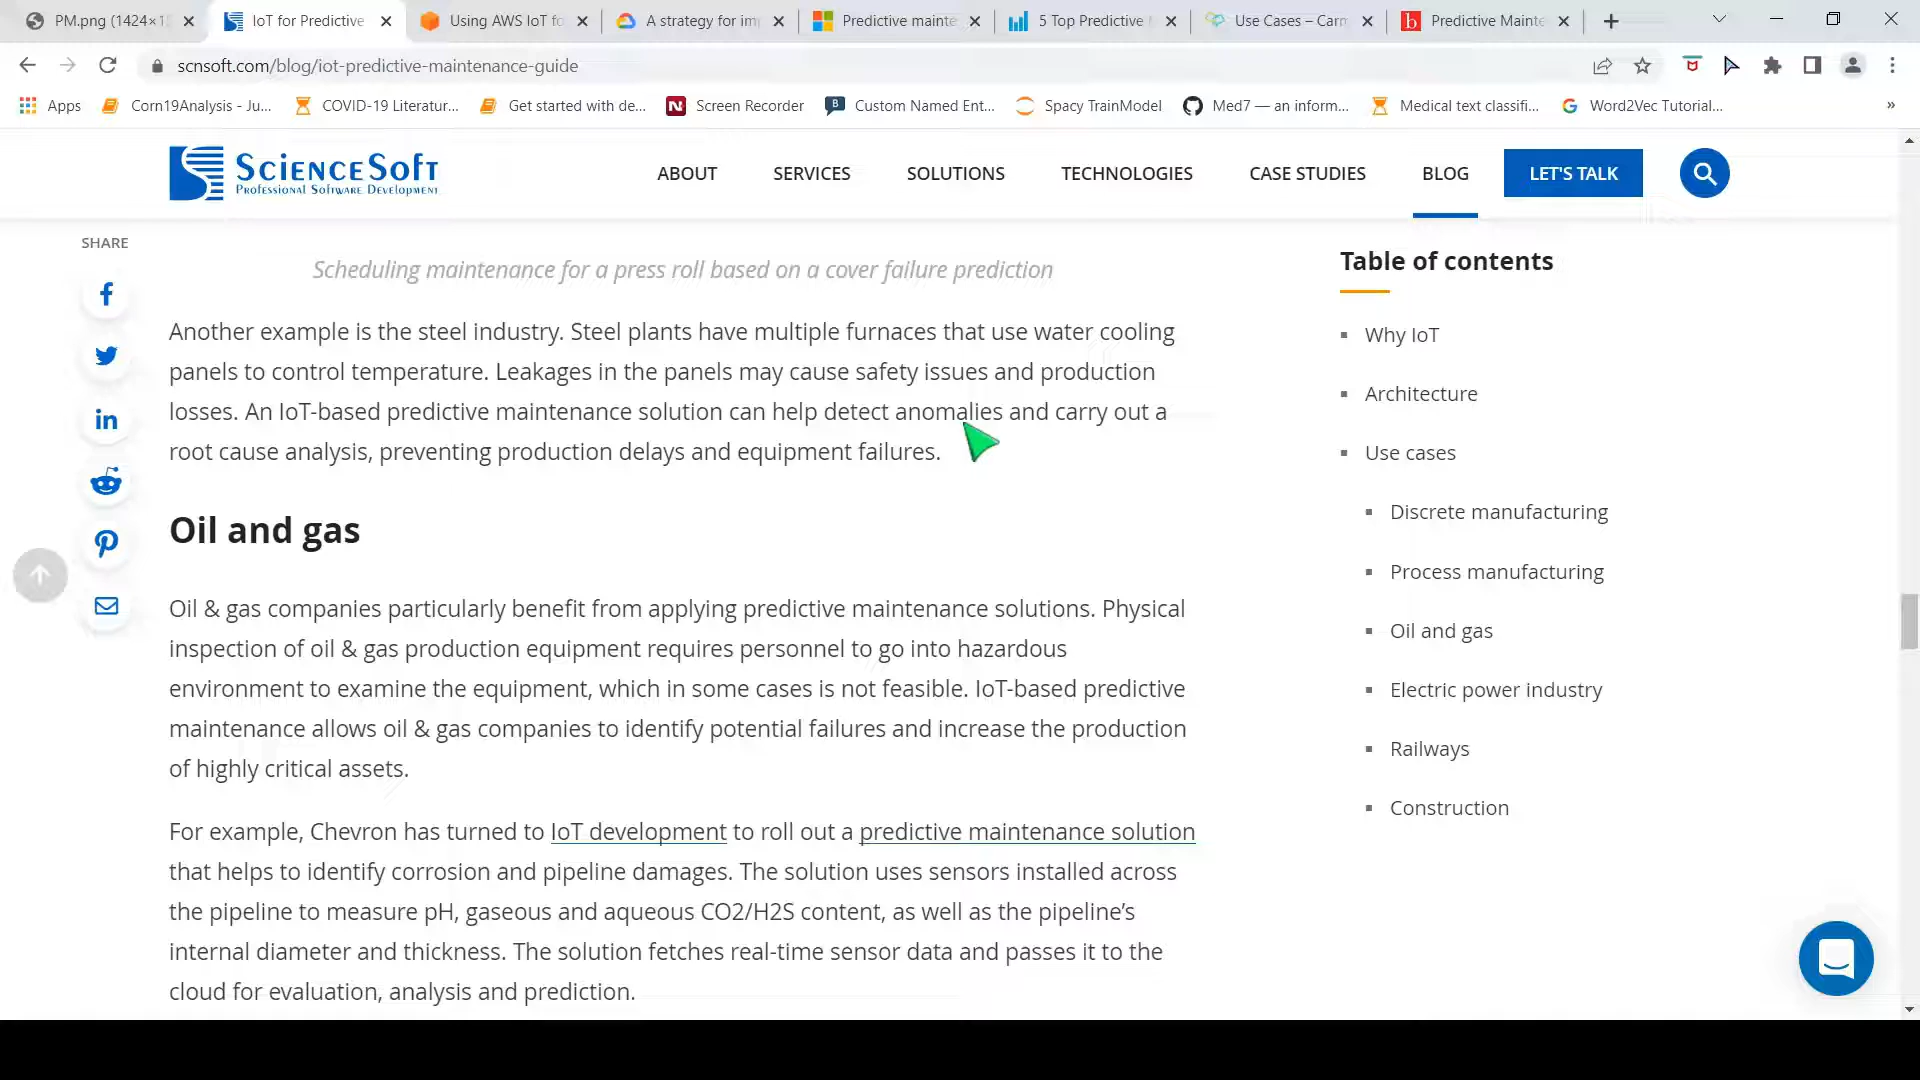 PM.png (1424×1
IoT for Predictive
Using AWS IoT fo
A strategy for im
Predictive mainte
5 Top Predictive
Use Cases – Carn
Predictive Mainte
scnsoft.com/blog/iot-predictive-maintenance-guide
Apps
Corn19Analysis - Ju...
COVID-19 Literatur...
Get started with de...
N
Screen Recorder
B
Custom Named Ent...
Spacy TrainModel
Med7 — an inform...
Medical text classifi...
Word2Vec Tutorial...
»
ScienceSoft
Professional Software Development
ABOUT
SERVICES
SOLUTIONS
TECHNOLOGIES
CASE STUDIES
BLOG
LET'S TALK
SHARE
Scheduling maintenance for a press roll based on a cover failure prediction
Another example is the steel industry. Steel plants have multiple furnaces that use water cooling
panels to control temperature. Leakages in the panels may cause safety issues and production
losses. An IoT-based predictive maintenance solution can help detect anomalies and carry out a
root cause analysis, preventing production delays and equipment failures.
Oil and gas
Oil & gas companies particularly benefit from applying predictive maintenance solutions. Physical
inspection of oil & gas production equipment requires personnel to go into hazardous
environment to examine the equipment, which in some cases is not feasible. IoT-based predictive
maintenance allows oil & gas companies to identify potential failures and increase the production
of highly critical assets.
For example, Chevron has turned to IoT development to roll out a predictive maintenance solution
that helps to identify corrosion and pipeline damages. The solution uses sensors installed across
the pipeline to measure pH, gaseous and aqueous CO2/H2S content, as well as the pipeline’s
internal diameter and thickness. The solution fetches real-time sensor data and passes it to the
cloud for evaluation, analysis and prediction.
Table of contents
Why IoT
Architecture
Use cases
Discrete manufacturing
Process manufacturing
Oil and gas
Electric power industry
Railways
Construction